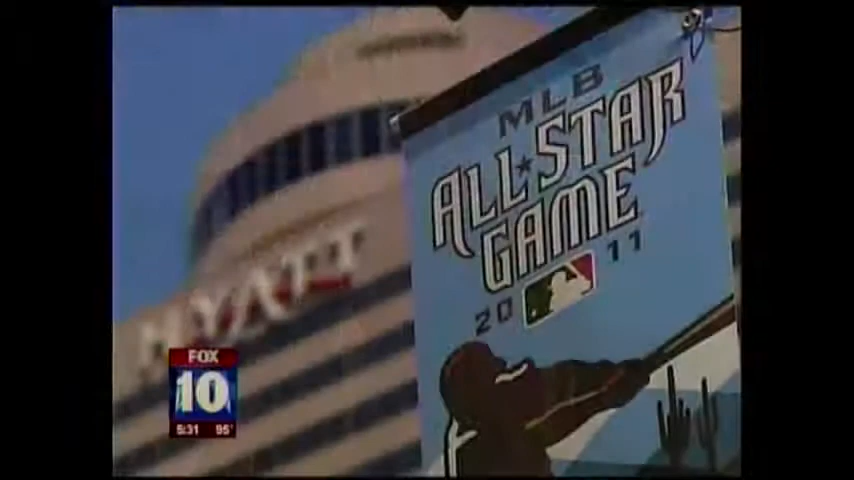 MLB
ALL★STAR
GAME
20 11
HYATT
FOX
10
5:31 95°